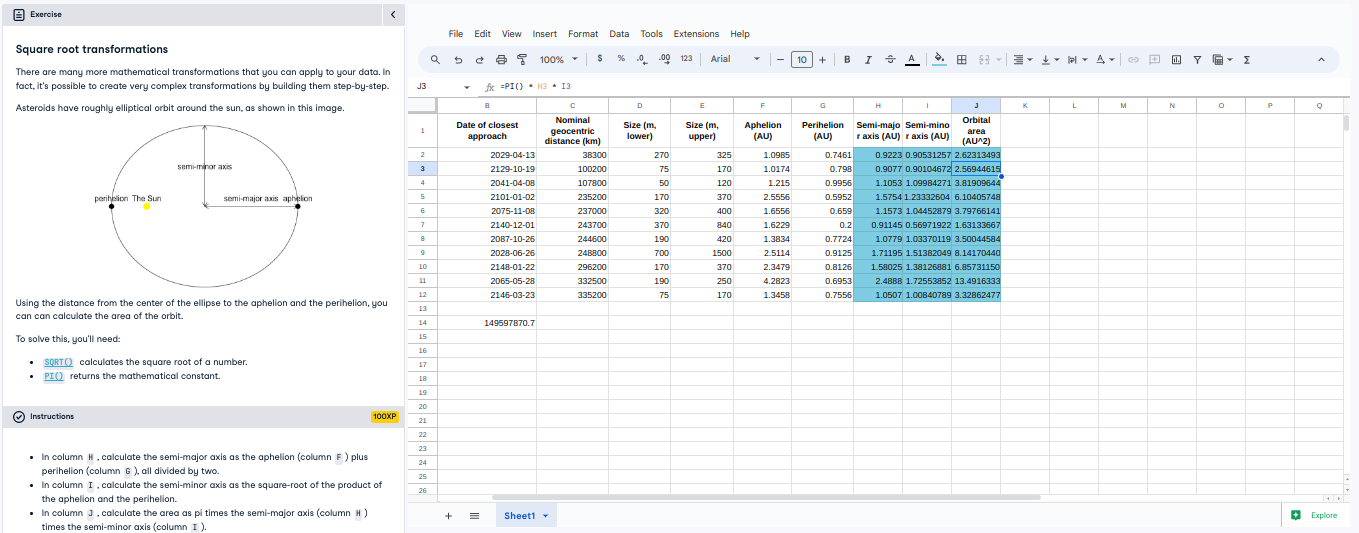 Exercise
Square root transformations
There are many more mathematical transformations that you can apply to your data. In
fact, it's possible to create very complex transformations by building them step-by-step.
Asteroids have roughly elliptical orbit around the sun, as shown in this image.
semi-minor axis
perihelion The Sun semi-major axis aphelion
Using the distance from the center of the ellipse to the aphelion and the perihelion, you
can can calculate the area of the orbit.
To solve this, you'll need:
• SQRT() calculates the square root of a number.
• PI() returns the mathematical constant.
Instructions 100XP
• In column H , calculate the semi-major axis as the aphelion (column F ) plus
perihelion (column G ), all divided by two.
• In column I , calculate the semi-minor axis as the square-root of the product of
the aphelion and the perihelion.
• In column J , calculate the area as pi times the semi-major axis (column H )
times the semi-minor axis (column I ).
File Edit View Insert Format Data Tools Extensions Help
100% $ % .0 .00 123 Arial 10 B I S A
J3 fx =PI() * H3 * I3
B C D E F G H I J K L M N O P Q
1 Date of closest approach Nominal geocentric distance (km) Size (m, lower) Size (m, upper) Aphelion (AU) Perihelion (AU) Semi-major axis (AU) Semi-minor axis (AU) Orbital area (AU^2)
2 2029-04-13 38300 270 325 1.0985 0.7461 0.9223 0.90531257 2.62313493
3 2129-10-19 100200 75 170 1.0174 0.798 0.9077 0.90104672 2.56944615
4 2041-04-08 107800 50 120 1.215 0.9956 1.1053 1.09984271 3.81909644
5 2101-01-02 235200 170 370 2.5556 0.5952 1.5754 1.23332604 6.10405748
6 2075-11-08 237000 320 400 1.6556 0.659 1.1573 1.04452879 3.79766141
7 2140-12-01 243700 370 840 1.6229 0.2 0.91145 0.56971922 1.63133667
8 2087-10-26 244600 190 420 1.3834 0.7724 1.0779 1.03370119 3.50044584
9 2028-06-26 248800 700 1500 2.5114 0.9125 1.71195 1.51382049 8.14170440
10 2148-01-22 296200 170 370 2.3479 0.8126 1.58025 1.38126881 6.85731150
11 2065-05-28 332500 190 250 4.2823 0.6953 2.4888 1.72553852 13.4916333
12 2146-03-23 335200 75 170 1.3458 0.7556 1.0507 1.00840789 3.32862477
13
14 149597870.7
15
16
17
18
19
20
21
22
23
24
25
26
Sheet1
Explore